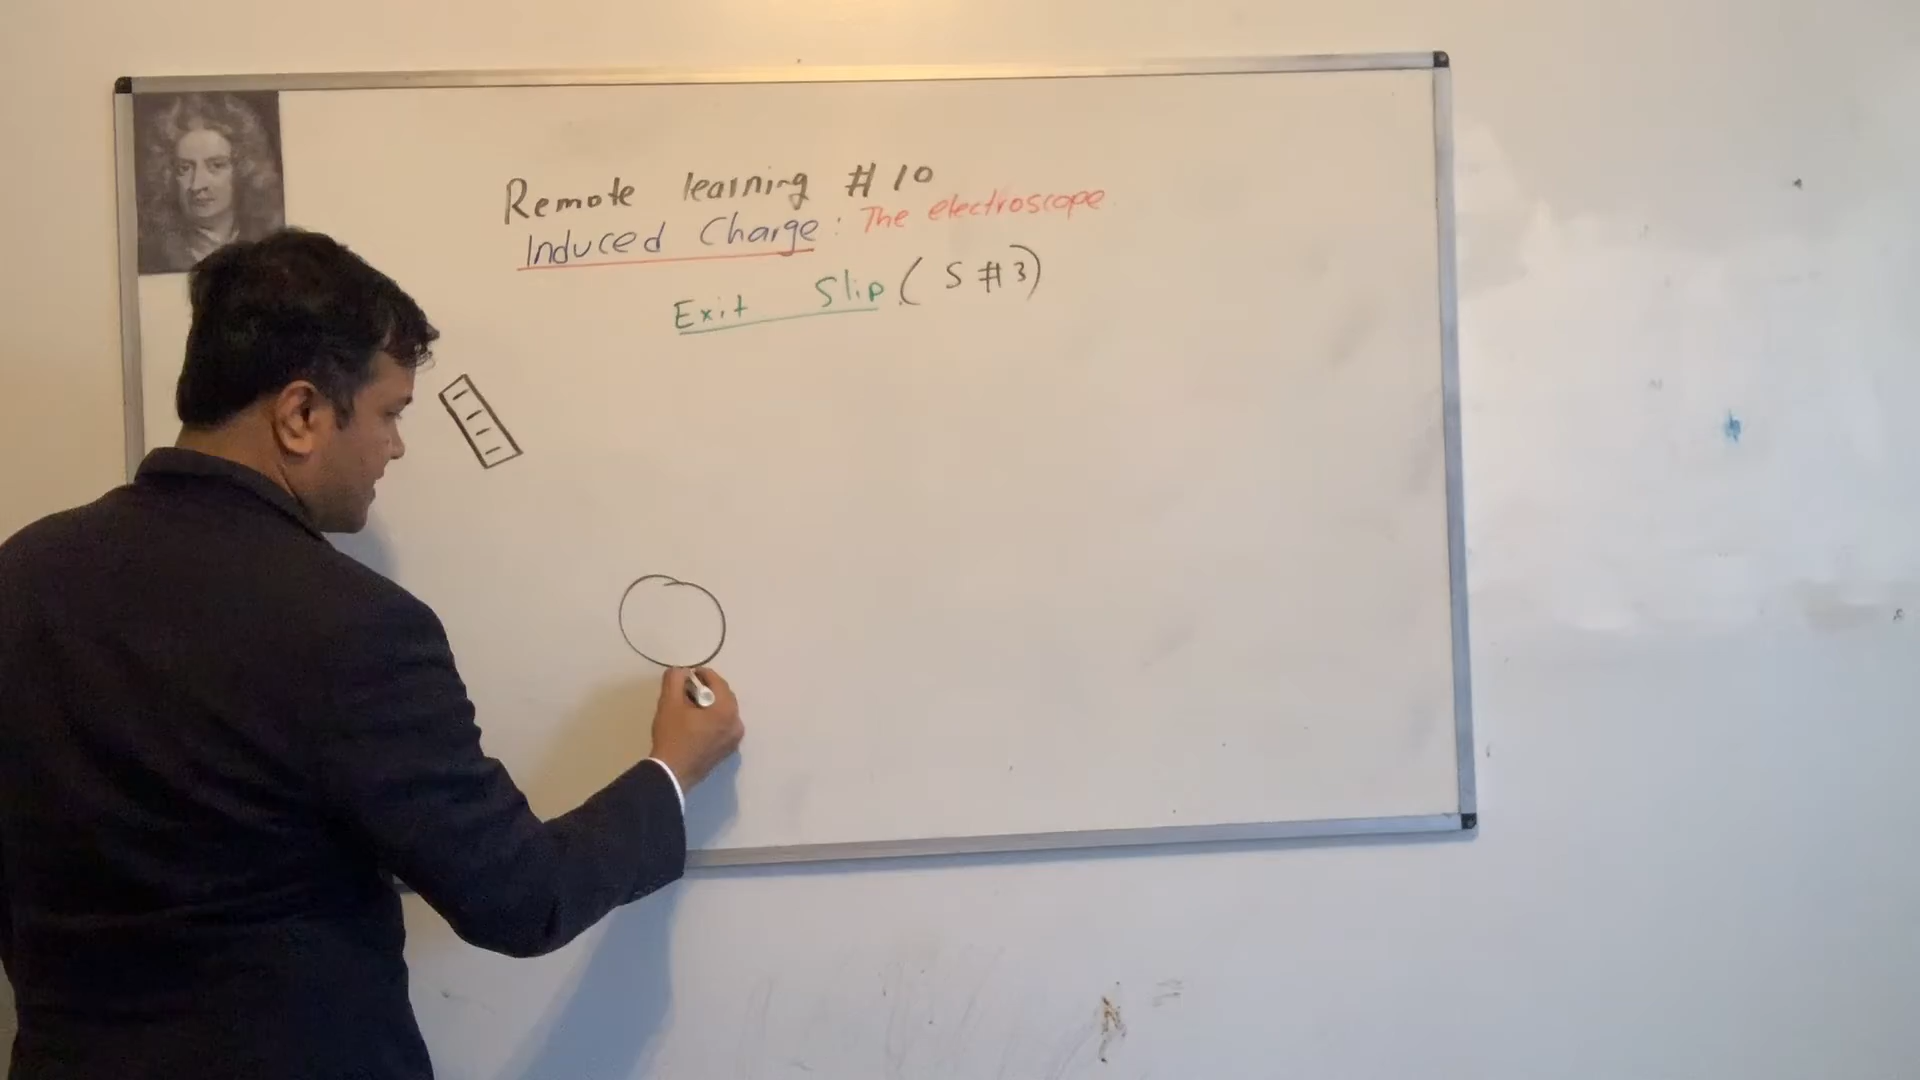 Remote learning # 10
Induced Charge : The electroscope
Exit Slip ( S # 3 )